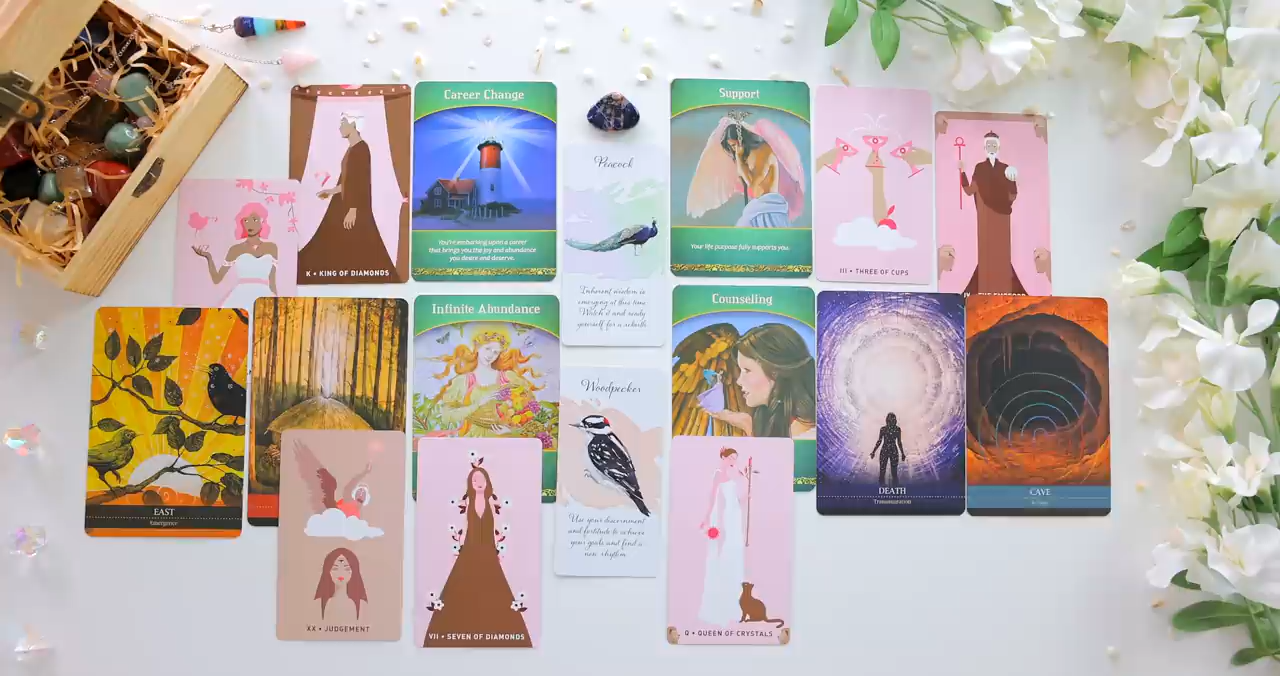 Career Change
You're embarking upon a career
that brings you the joy and abundance
you desire and deserve.
K • KING OF DIAMONDS
Peacock
Inherent wisdom is
emerging at this time.
Watch it and ready
yourself for a rebirth.
Support
Your life purpose fully supports you.
III • THREE OF CUPS
EAST
Emergence
Infinite Abundance
Woodpecker
Use your discernment
and fortitude to achieve
your goals and find a
new rhythm.
Counseling
DEATH
Transmutation
CAVE
XX • JUDGEMENT
VII • SEVEN OF DIAMONDS
Q • QUEEN OF CRYSTALS